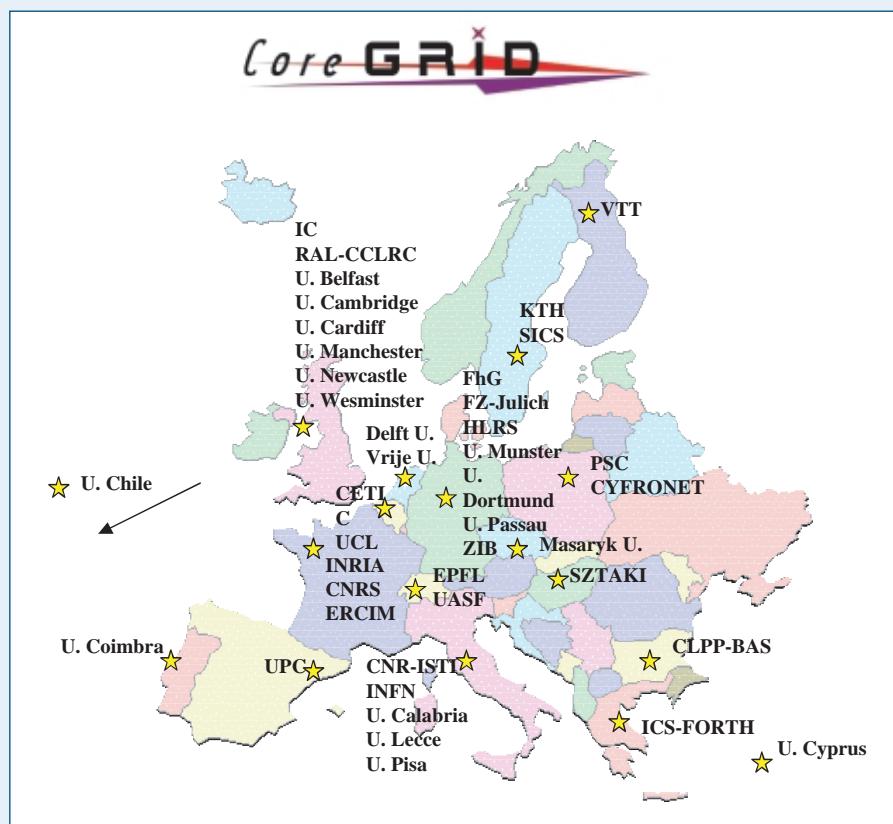 Core GRID
VTT
IC
RAL-CCLRC
U. Belfast
U. Cambridge
U. Cardiff
U. Manchester
U. Newcastle
U. Wesminster
KTH
SICS
FhG
FZ-Julich
HLRS
U. Munster
U.
Dortmund
U. Passau
ZIB
Delft U.
Vrije U.
PSC
CYFRONET
U. Chile
CETI
C
UCL
INRIA
CNRS
ERCIM
Masaryk U.
SZTAKI
EPFL
UASF
U. Coimbra
UPC
CNR-ISTI
INFN
U. Calabria
U. Lecce
U. Pisa
CLPP-BAS
ICS-FORTH
U. Cyprus